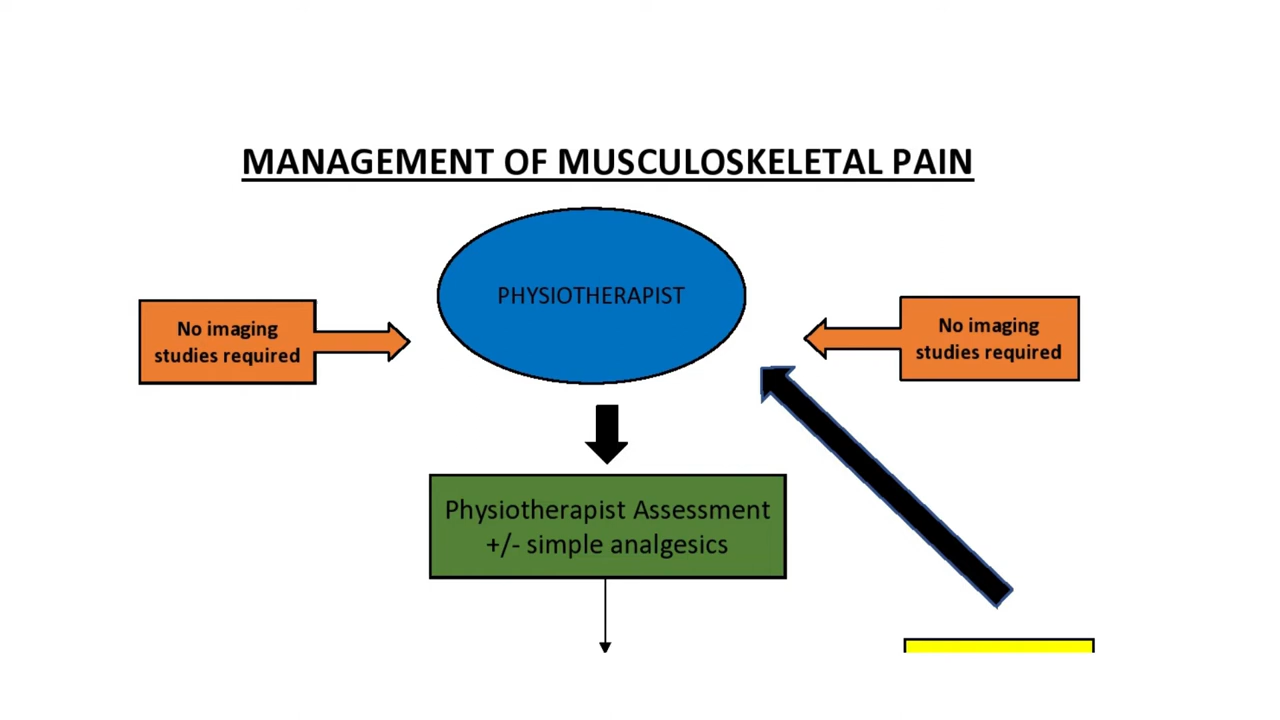 MANAGEMENT OF MUSCULOSKELETAL PAIN
PHYSIOTHERAPIST
No imaging
studies required
No imaging
studies required
Physiotherapist Assessment
+/- simple analgesics